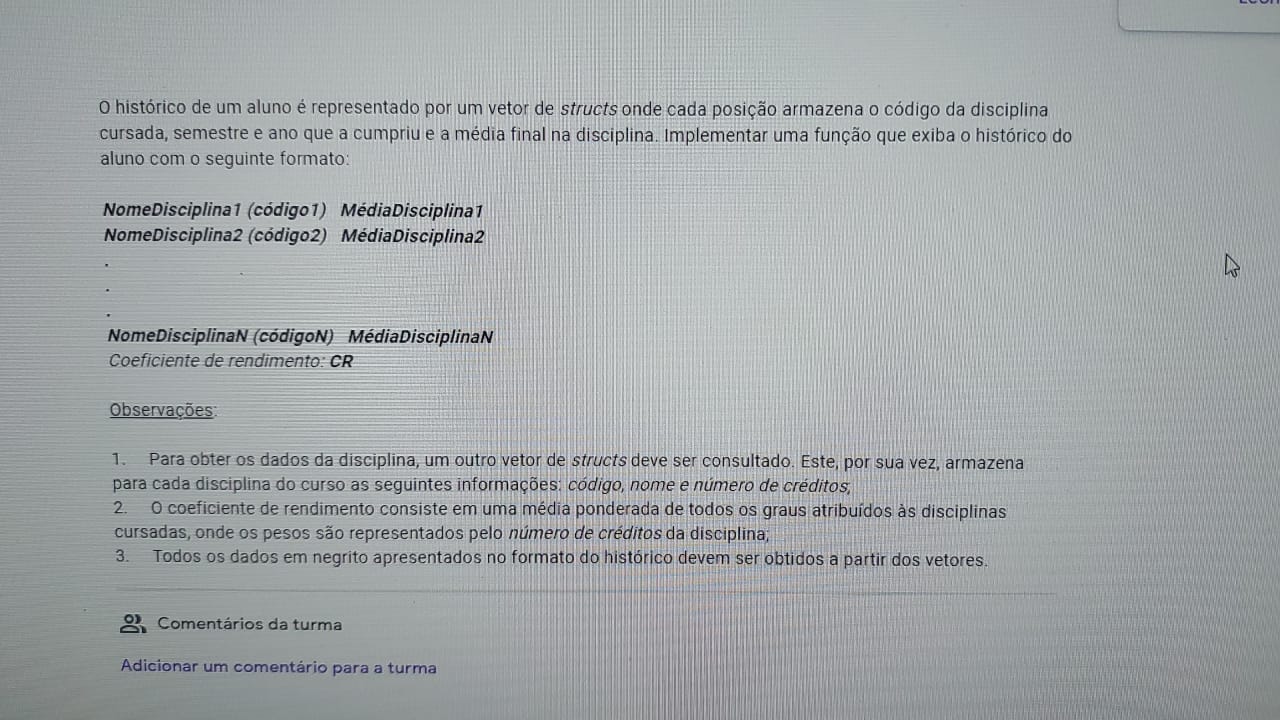 O histórico de um aluno é representado por um vetor de structs onde cada posição armazena o código da disciplina
cursada, semestre e ano que a cumpriu e a média final na disciplina. Implementar uma função que exiba o histórico do
aluno com o seguinte formato:
NomeDisciplina1 (código1) MédiaDisciplina1
NomeDisciplina2 (código2) MédiaDisciplina2
.
.
.
NomeDisciplinaN (códigoN) MédiaDisciplinaN
Coeficiente de rendimento: CR
Observações:
1. Para obter os dados da disciplina, um outro vetor de structs deve ser consultado. Este, por sua vez, armazena
para cada disciplina do curso as seguintes informações: código, nome e número de créditos;
2. O coeficiente de rendimento consiste em uma média ponderada de todos os graus atribuídos às disciplinas
cursadas, onde os pesos são representados pelo número de créditos da disciplina;
3. Todos os dados em negrito apresentados no formato do histórico devem ser obtidos a partir dos vetores.
Comentários da turma
Adicionar um comentário para a turma